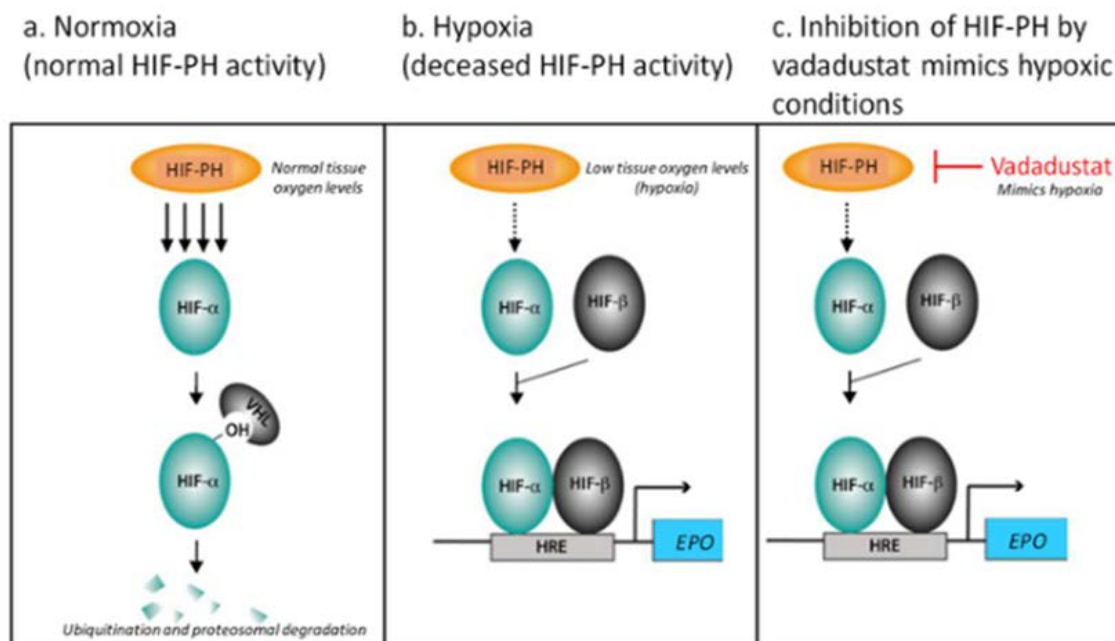 a. Normoxia
(normal HIF-PH activity)
b. Hypoxia
(deceased HIF-PH activity)
c. Inhibition of HIF-PH by
vadadustat mimics hypoxic
conditions
HIF-PH
Normal tissue
oxygen levels
HIF-α
OH
VHL
HIF-α
Ubiquitination and proteosomal degradation
HIF-PH
Low tissue oxygen levels
(hypoxia)
HIF-α
HIF-β
HIF-α
HIF-β
HRE
EPO
HIF-PH
Vadadustat
Mimics hypoxia
HIF-α
HIF-β
HIF-α
HIF-β
HRE
EPO